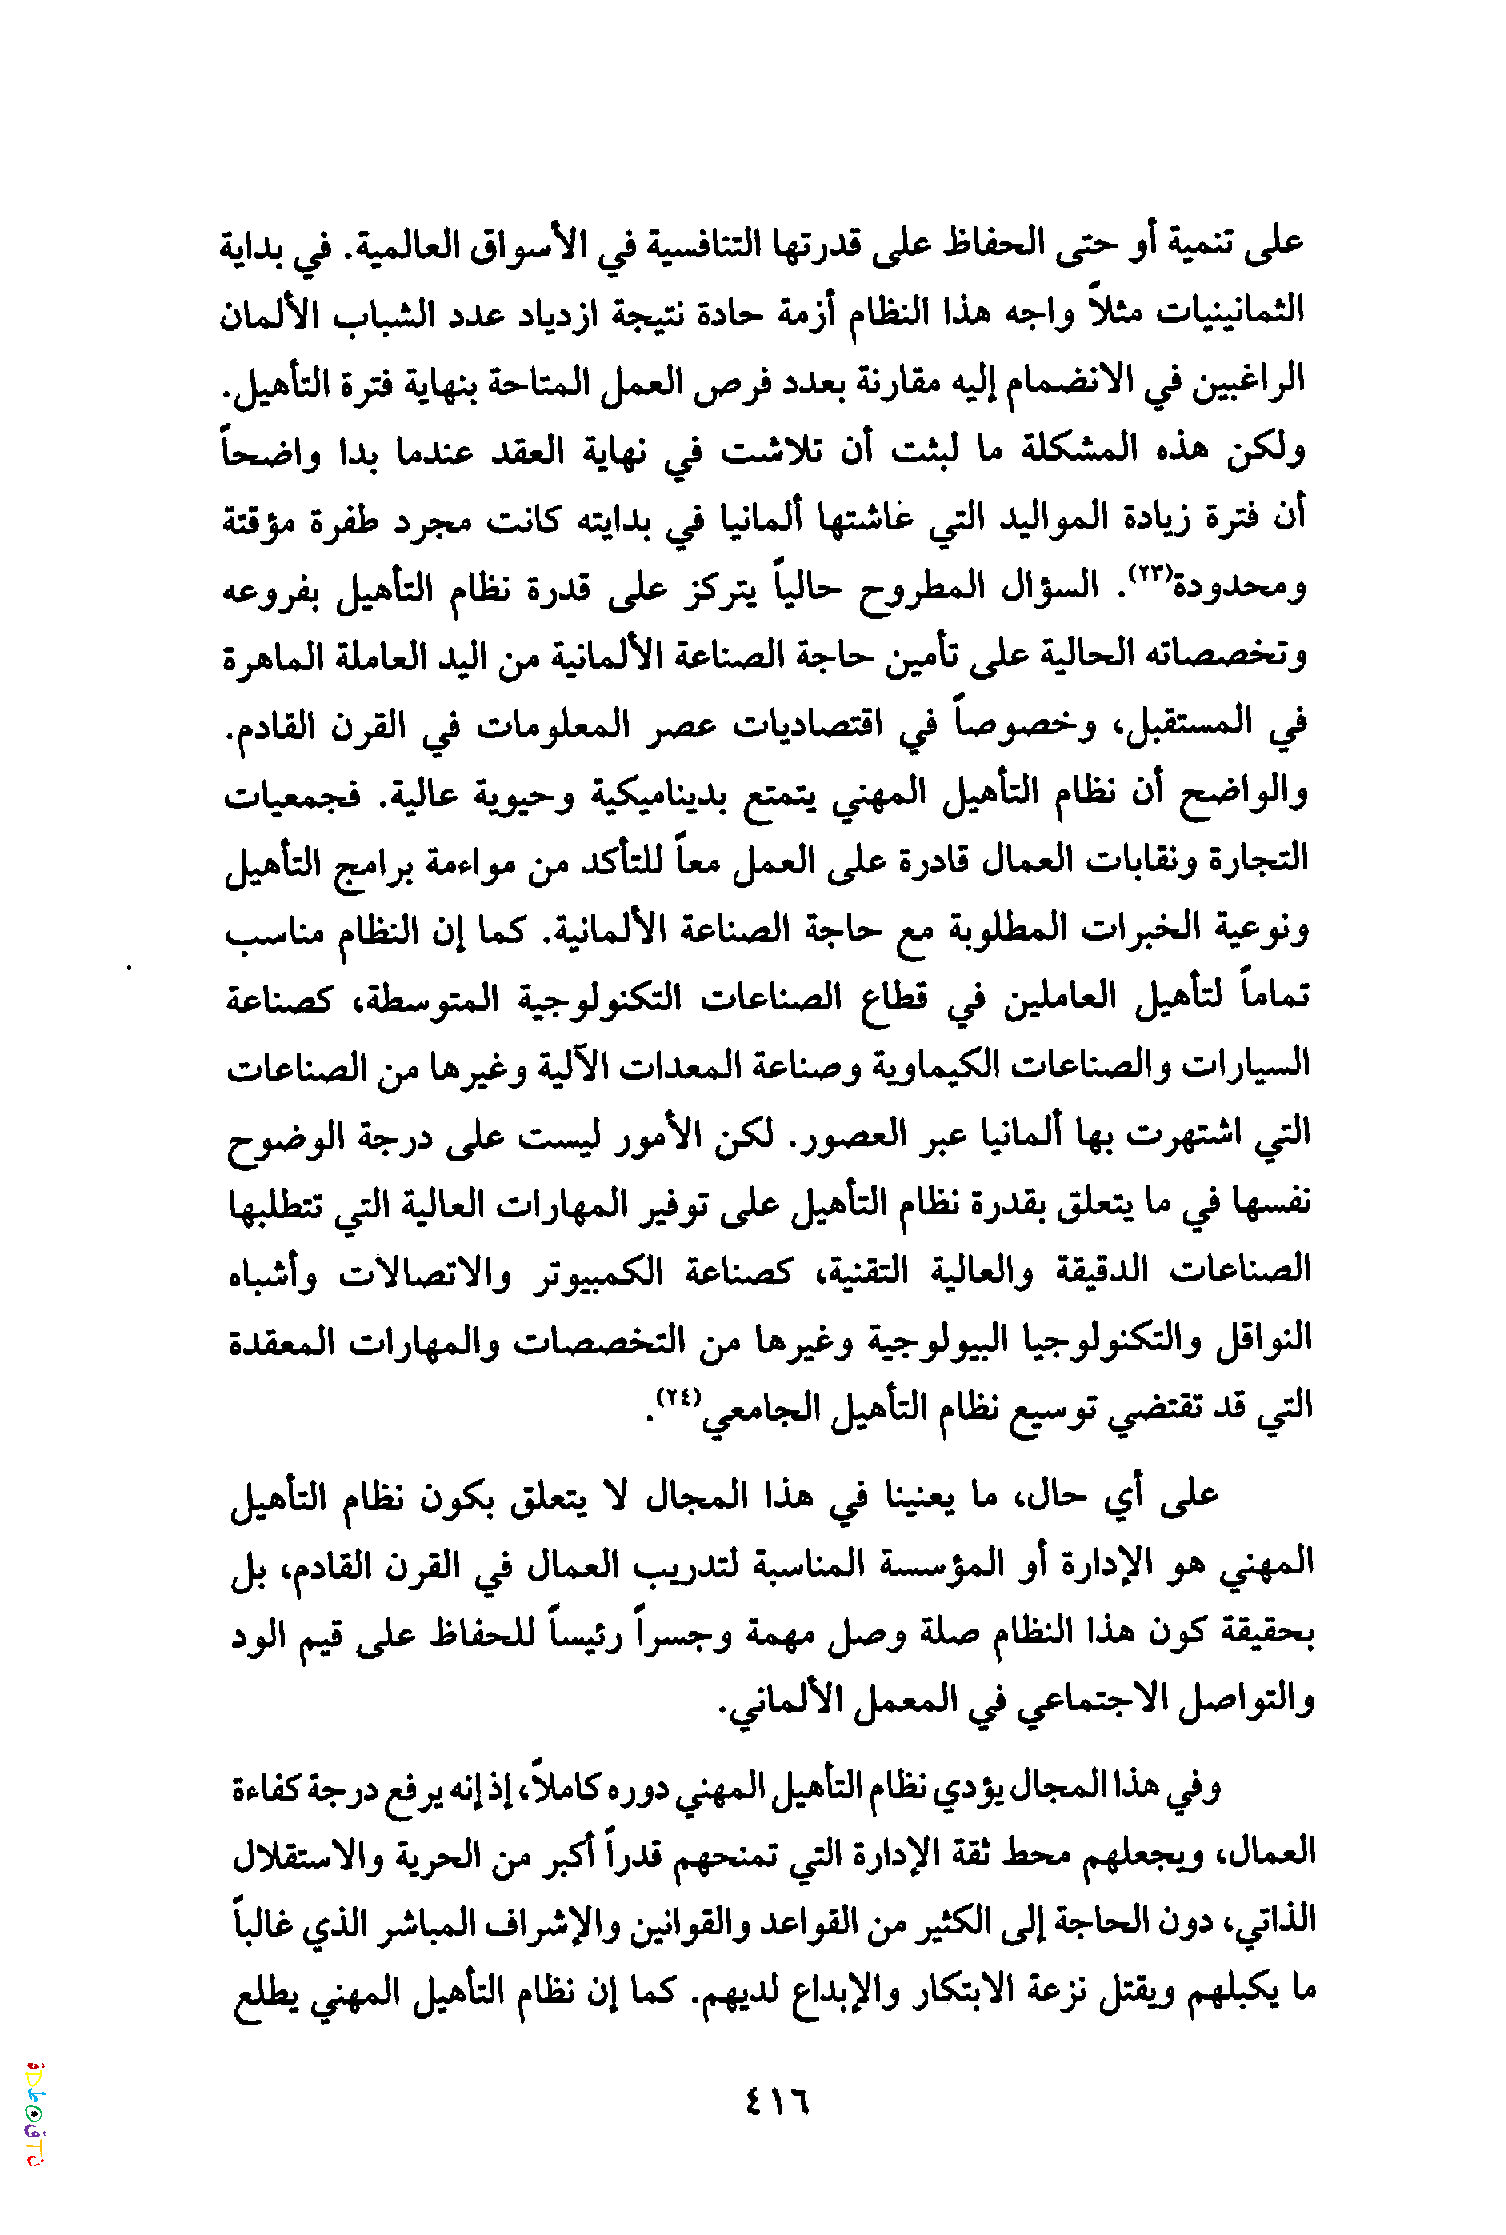 على تنمية أو حتى الحفاظ على قدرتها التنافسية في الأسواق العالمية. في بداية
الثمانينيات مثلاً واجه هذا النظام أزمة حادة نتيجة ازدياد عدد الشباب الألمان
الراغبين في الانضمام إليه مقارنة بعدد فرص العمل المتاحة بنهاية فترة التأهيل.
ولكن هذه المشكلة ما لبثت أن تلاشت في نهاية العقد عندما بدا واضحاً
أن فترة زيادة المواليد التي عاشتها ألمانيا في بدايته كانت مجرد طفرة مؤقتة
ومحدودة(٢٣). السؤال المطروح حالياً يتركز على قدرة نظام التأهيل بفروعه
وتخصصاته الحالية على تأمين حاجة الصناعة الألمانية من اليد العاملة الماهرة
في المستقبل، وخصوصاً في اقتصاديات عصر المعلومات في القرن القادم.
والواضح أن نظام التأهيل المهني يتمتع بديناميكية وحيوية عالية. فجمعيات
التجارة ونقابات العمال قادرة على العمل معاً للتأكد من مواءمة برامج التأهيل
ونوعية الخبرات المطلوبة مع حاجة الصناعة الألمانية. كما إن النظام مناسب
تماماً لتأهيل العاملين في قطاع الصناعات التكنولوجية المتوسطة، كصناعة
السيارات والصناعات الكيماوية وصناعة المعدات الآلية وغيرها من الصناعات
التي اشتهرت بها ألمانيا عبر العصور. لكن الأمور ليست على درجة الوضوح
نفسها في ما يتعلق بقدرة نظام التأهيل على توفير المهارات العالية التي تتطلبها
الصناعات الدقيقة والعالية التقنية، كصناعة الكمبيوتر والاتصالات وأشباه
النواقل والتكنولوجيا البيولوجية وغيرها من التخصصات والمهارات المعقدة
التي قد تقتضي توسيع نظام التأهيل الجامعي(٢٤).
على أي حال، ما يعنينا في هذا المجال لا يتعلق بكون نظام التأهيل
المهني هو الإدارة أو المؤسسة المناسبة لتدريب العمال في القرن القادم، بل
بحقيقة كون هذا النظام صلة وصل مهمة وجسراً رئيساً للحفاظ على قيم الود
والتواصل الاجتماعي في المعمل الألماني.
وفي هذا المجال يؤدي نظام التأهيل المهني دوره كاملاً، إذ إنه يرفع درجة كفاءة
العمال، ويجعلهم محط ثقة الإدارة التي تمنحهم قدراً أكبر من الحرية والاستقلال
الذاتي، دون الحاجة إلى الكثير من القواعد والقوانين والإشراف المباشر الذي غالباً
ما يكبلهم ويقتل نزعة الابتكار والإبداع لديهم. كما إن نظام التأهيل المهني يطلع
٤١٦